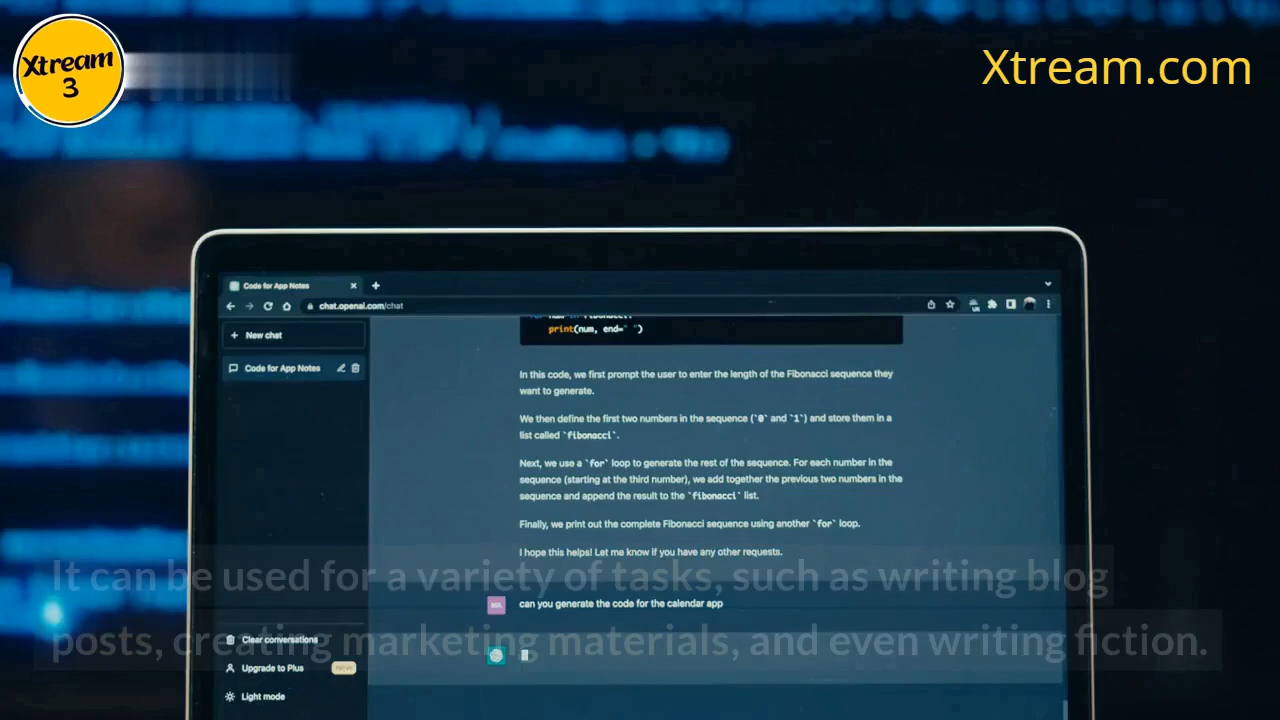 Xtream
3
Xtream.com
Code for App Notes
chat.openai.com/chat
New chat
Code for App Notes
print(num, end=" ")
In this code, we first prompt the user to enter the length of the Fibonacci sequence they
want to generate.
We then define the first two numbers in the sequence (`0` and `1`) and store them in a
list called `fibonacci`.
Next, we use a `for` loop to generate the rest of the sequence. For each number in the
sequence (starting at the third number), we add together the previous two numbers in the
sequence and append the result to the `fibonacci` list.
Finally, we print out the complete Fibonacci sequence using another `for` loop.
I hope this helps! Let me know if you have any other requests.
It can be used for a variety of tasks, such as writing blog
can you generate the code for the calendar app
posts, creating marketing materials, and even writing fiction.
Clear conversations
Upgrade to Plus
NEW
Light mode